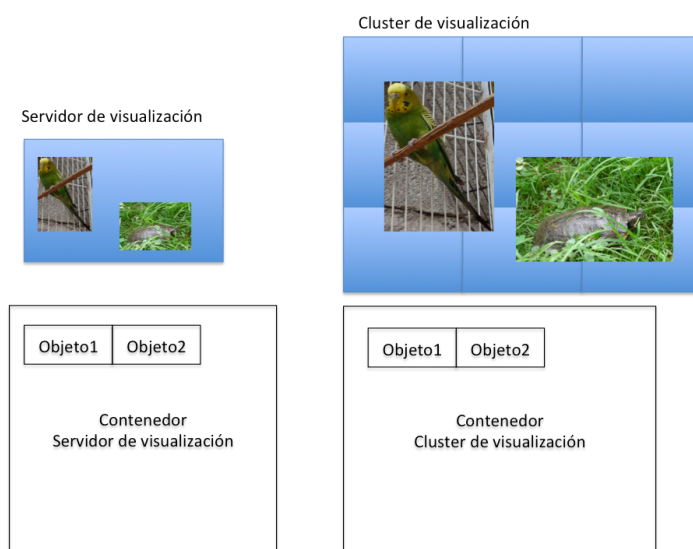 Cluster de visualización
Servidor de visualización
Objeto1 Objeto2
Contenedor
Servidor de visualización
Objeto1 Objeto2
Contenedor
Cluster de visualización